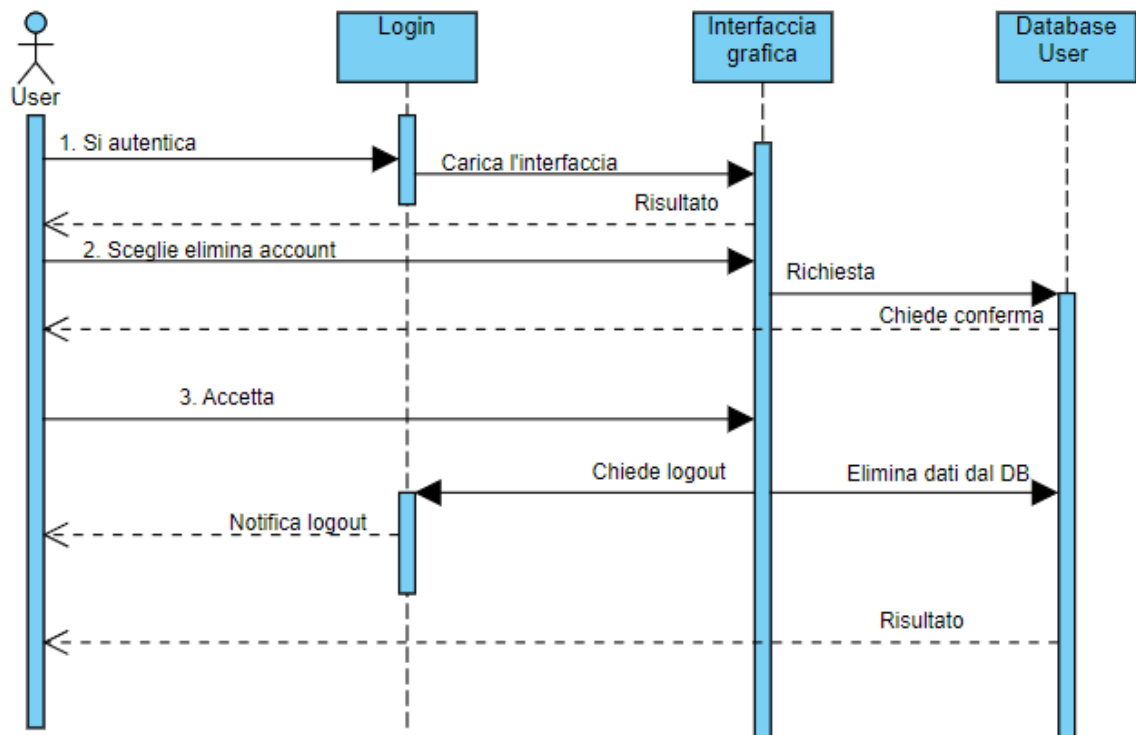 Login
Interfaccia
grafica
Database
User
User
1. Si autentica
Carica l'interfaccia
Risultato
2. Sceglie elimina account
Richiesta
Chiede conferma
3. Accetta
Chiede logout
Elimina dati dal DB
Notifica logout
Risultato